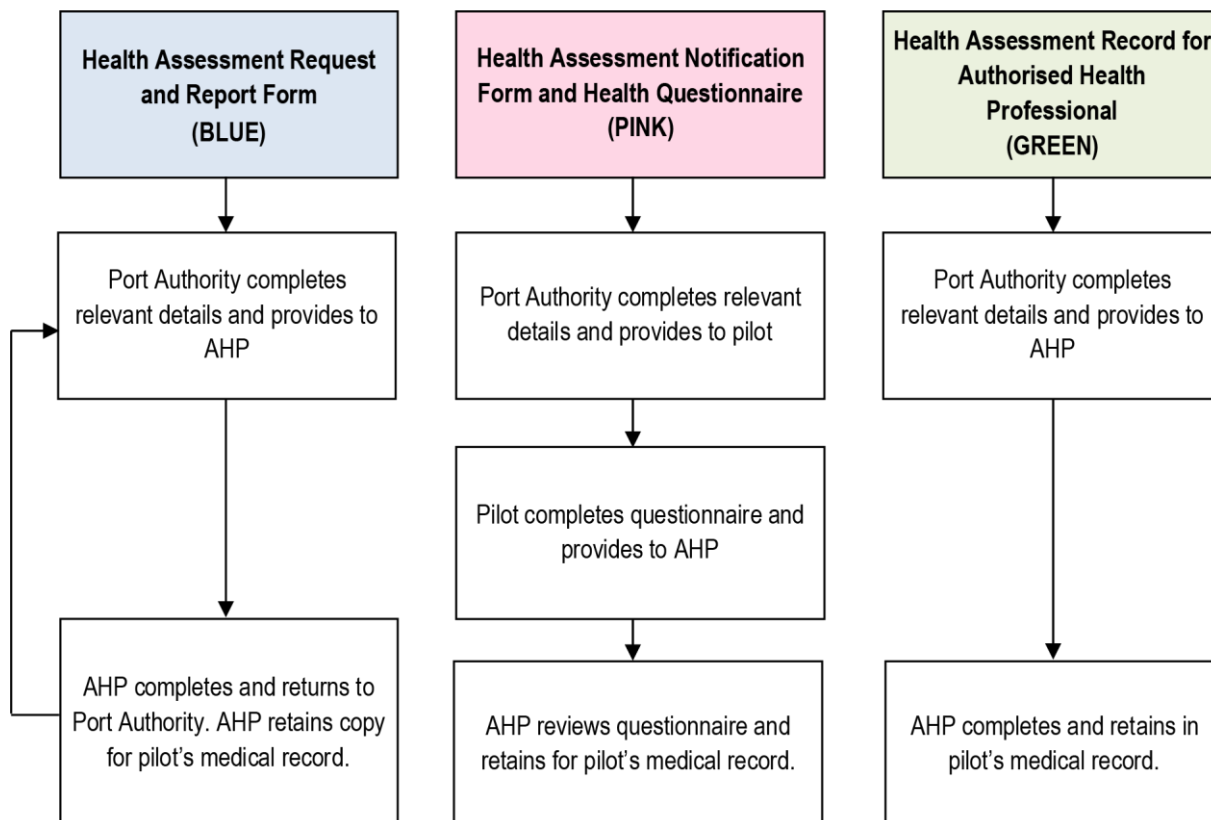 Health Assessment Request
and Report Form
(BLUE)
Health Assessment Notification
Form and Health Questionnaire
(PINK)
Health Assessment Record for
Authorised Health
Professional
(GREEN)
Port Authority completes
relevant details and provides to
AHP
Port Authority completes relevant
details and provides to pilot
Port Authority completes
relevant details and provides to
AHP
Pilot completes questionnaire and
provides to AHP
AHP completes and returns to
Port Authority. AHP retains copy
for pilot’s medical record.
AHP reviews questionnaire and
retains for pilot’s medical record.
AHP completes and retains in
pilot’s medical record.